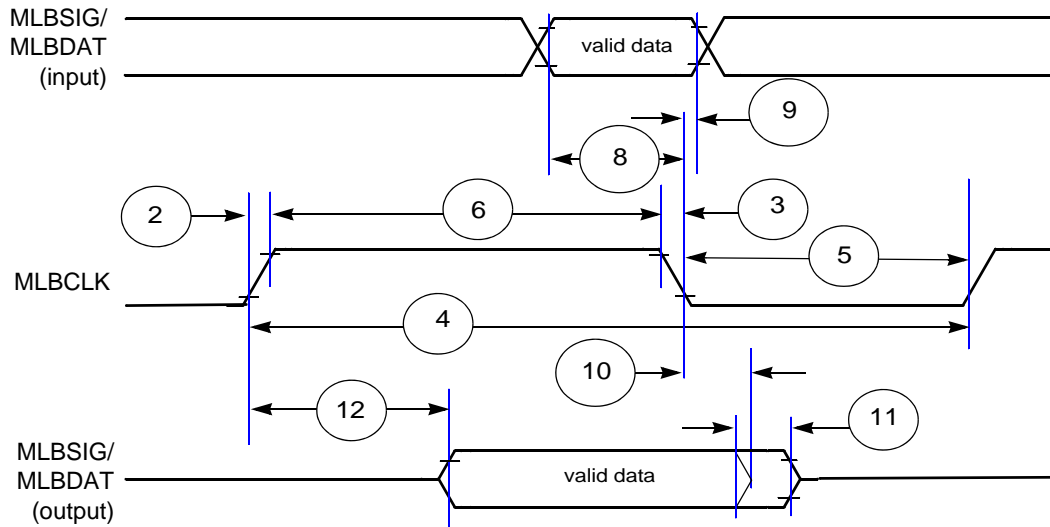 MLBSIG/
MLBDAT
(input)
valid data
9
8
2
6
3
5
MLBCLK
4
10
12
11
MLBSIG/
MLBDAT
(output)
valid data